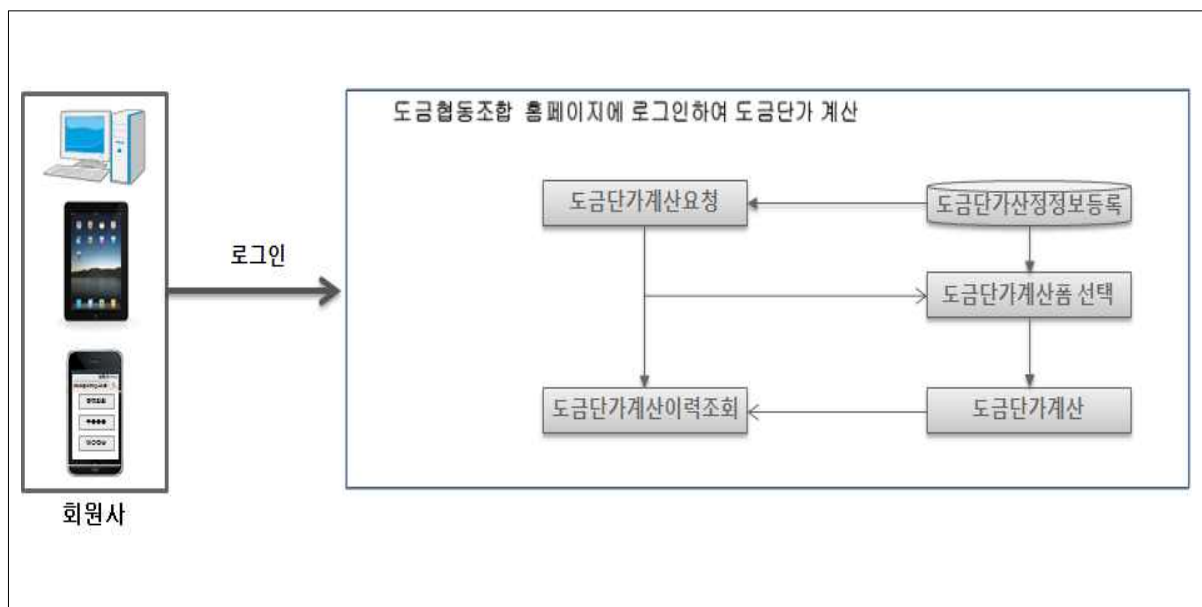 도금협동조합 홈페이지에 로그인하여 도금단가 계산
도금단가계산요청
도금단가산정정보등록
로그인
도금단가계산폼 선택
도금단가계산이력조회
도금단가계산
회원사